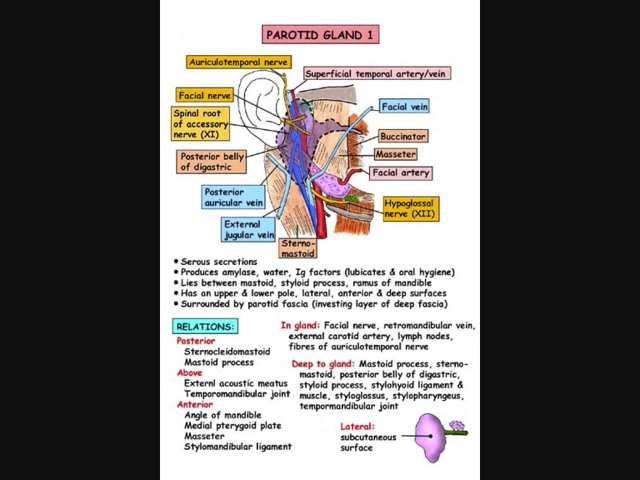 PAROTID GLAND 1
Auriculotemporal nerve
Superficial temporal artery/vein
Facial nerve
Facial vein
Spinal root
of accessory
nerve (XI)
Buccinator
Posterior belly
of digastric
Masseter
Facial artery
Posterior
auricular vein
Hypoglossal
nerve (XII)
External
jugular vein
Sterno-
mastoid
• Serous secretions
• Produces amylase, water, Ig factors (lubicates & oral hygiene)
• Lies between mastoid, styloid process, ramus of mandible
• Has an upper & lower pole, lateral, anterior & deep surfaces
• Surrounded by parotid fascia (investing layer of deep fascia)
RELATIONS:
Posterior
Sternocleidomastoid
Mastoid process
Above
Externl acoustic meatus
Temporomandibular joint
Anterior
Angle of mandible
Medial pterygoid plate
Masseter
Stylomandibular ligament
In gland: Facial nerve, retromandibular vein,
external carotid artery, lymph nodes,
fibres of auriculotemporal nerve
Deep to gland: Mastoid process, sterno-
mastoid, posterior belly of digastric,
styloid process, stylohyoid ligament &
muscle, styloglossus, stylopharyngeus,
tempormandibular joint
Lateral:
subcutaneous
surface